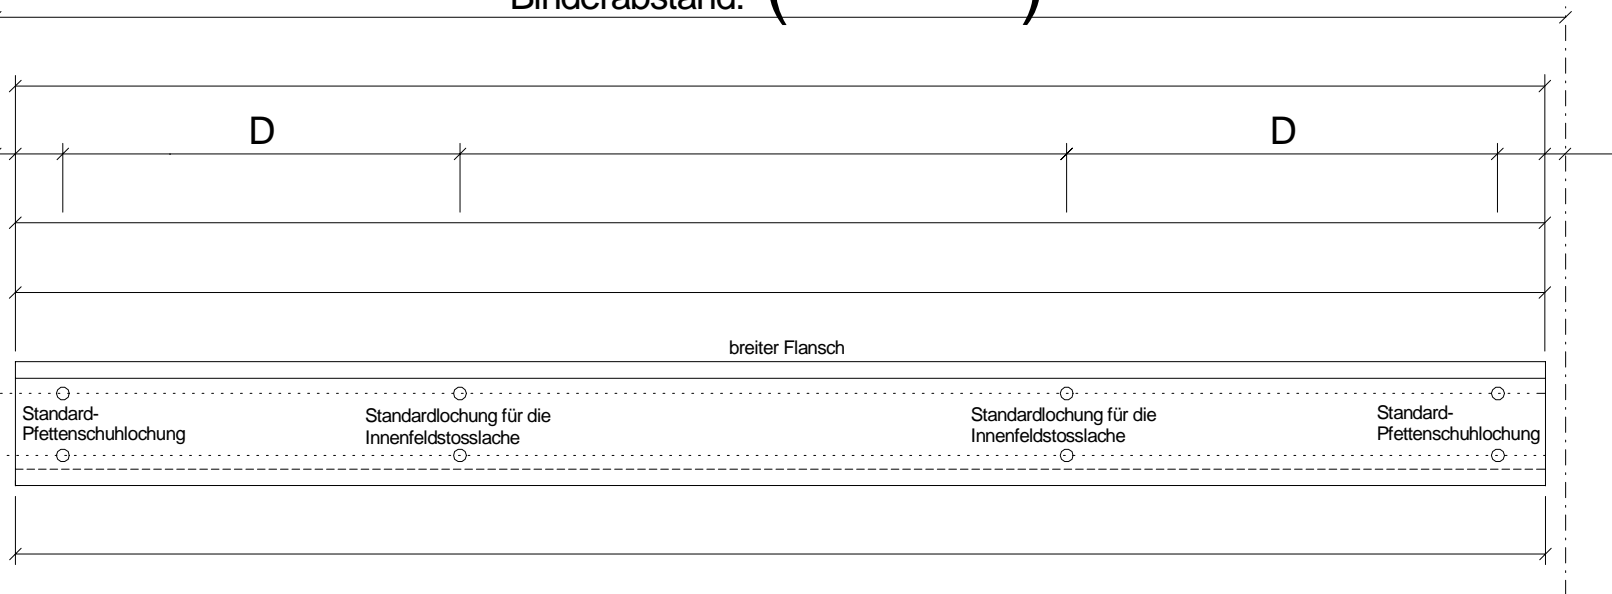 Binderabstand: ( )
D D
breiter Flansch
Standard-
Pfettenschuhlochung
Standardlochung für die
Innenfeldstosslache
Standardlochung für die
Innenfeldstosslache
Standard-
Pfettenschuhlochung